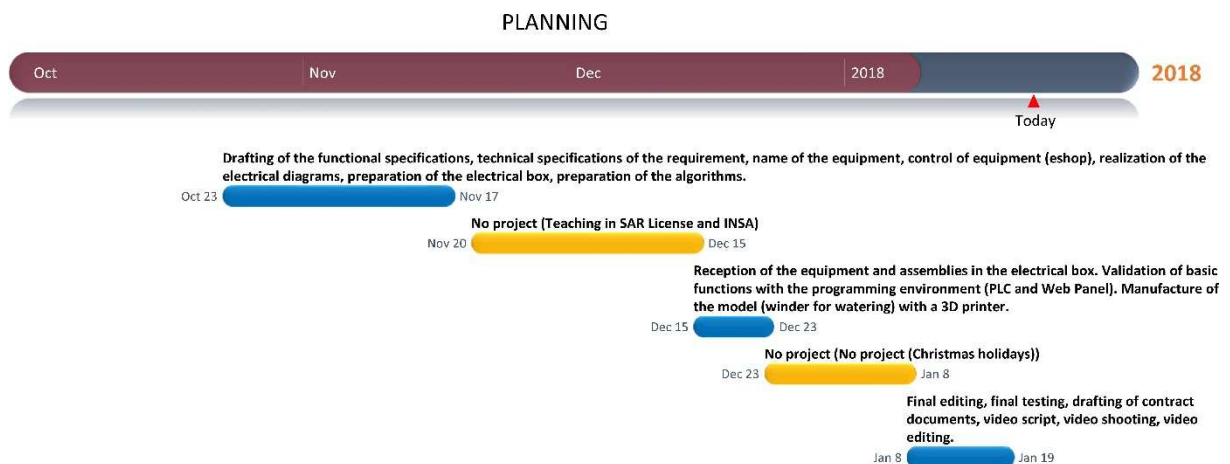 PLANNING
Oct Nov Dec 2018 2018
Today
Drafting of the functional specifications, technical specifications of the requirement, name of the equipment, control of equipment (eshop), realization of the
electrical diagrams, preparation of the electrical box, preparation of the algorithms.
Oct 23 Nov 17
No project (Teaching in SAR License and INSA)
Nov 20 Dec 15
Reception of the equipment and assemblies in the electrical box. Validation of basic
functions with the programming environment (PLC and Web Panel). Manufacture of
the model (winder for watering) with a 3D printer.
Dec 15 Dec 23
No project (No project (Christmas holidays))
Dec 23 Jan 8
Final editing, final testing, drafting of contract
documents, video script, video shooting, video
editing.
Jan 8 Jan 19